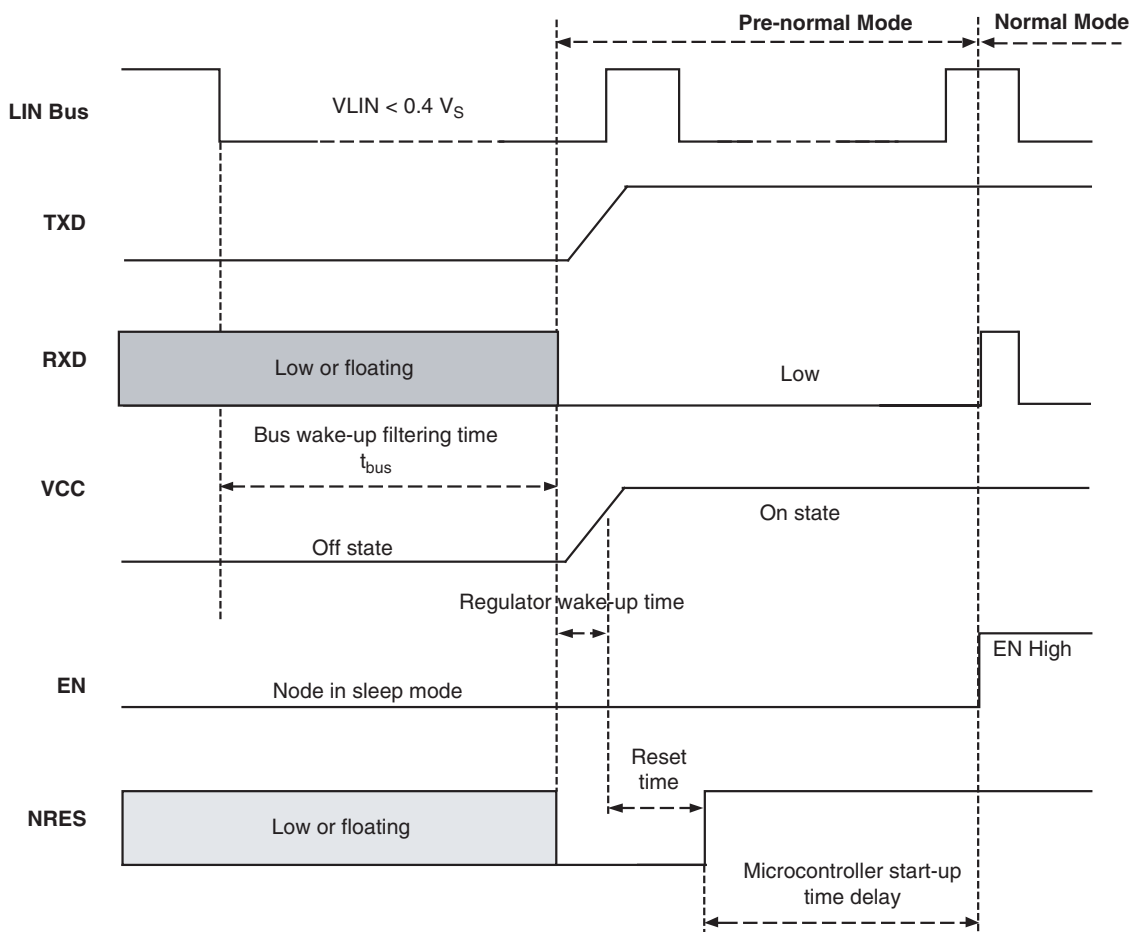 Pre-normal Mode
Normal Mode
LIN Bus
VLIN < 0.4 VS
TXD
RXD
Low or floating
Low
Bus wake-up filtering time
tbus
VCC
On state
Off state
Regulator wake-up time
EN High
EN
Node in sleep mode
Reset
time
NRES
Low or floating
Microcontroller start-up
time delay